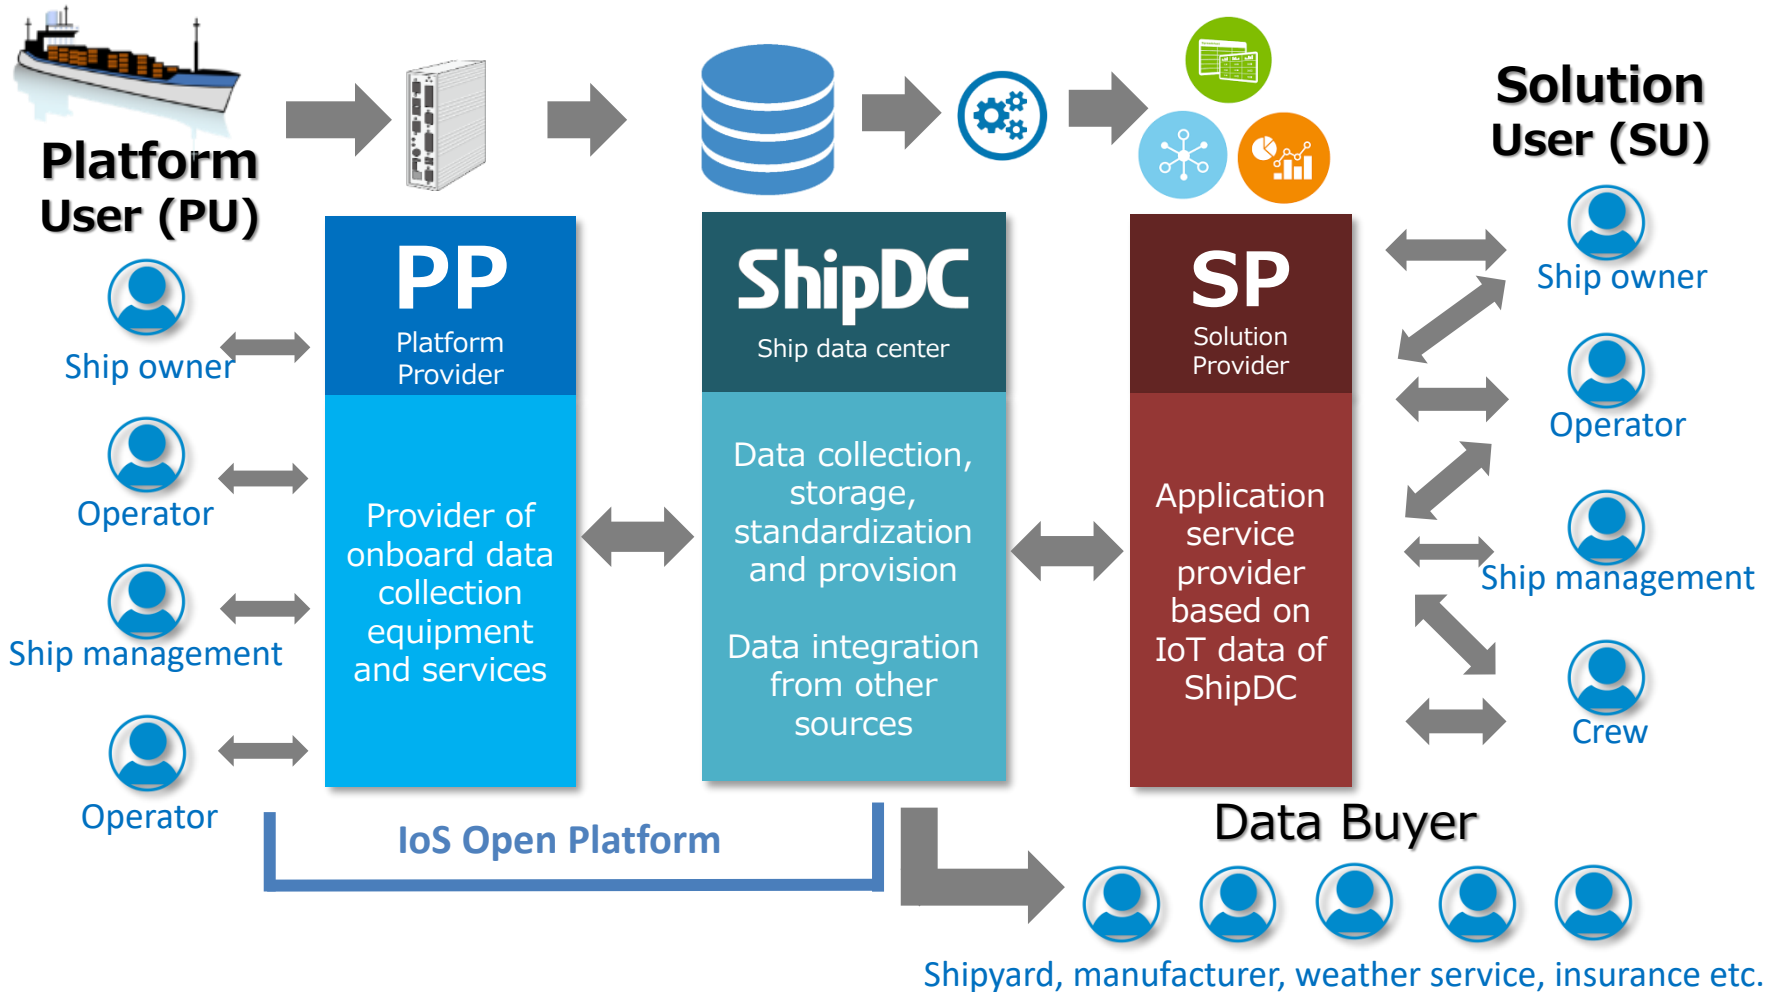 Platform
User (PU)
Ship owner
Operator
Ship management
Operator
PP
Platform
Provider
Provider of
onboard data
collection
equipment
and services
ShipDC
Ship data center
Data collection,
storage,
standardization
and provision
Data integration
from other
sources
IoS Open Platform
SP
Solution
Provider
Application
service
provider
based on
IoT data of
ShipDC
Solution
User (SU)
Ship owner
Operator
Ship management
Crew
Data Buyer
Shipyard, manufacturer, weather service, insurance etc.